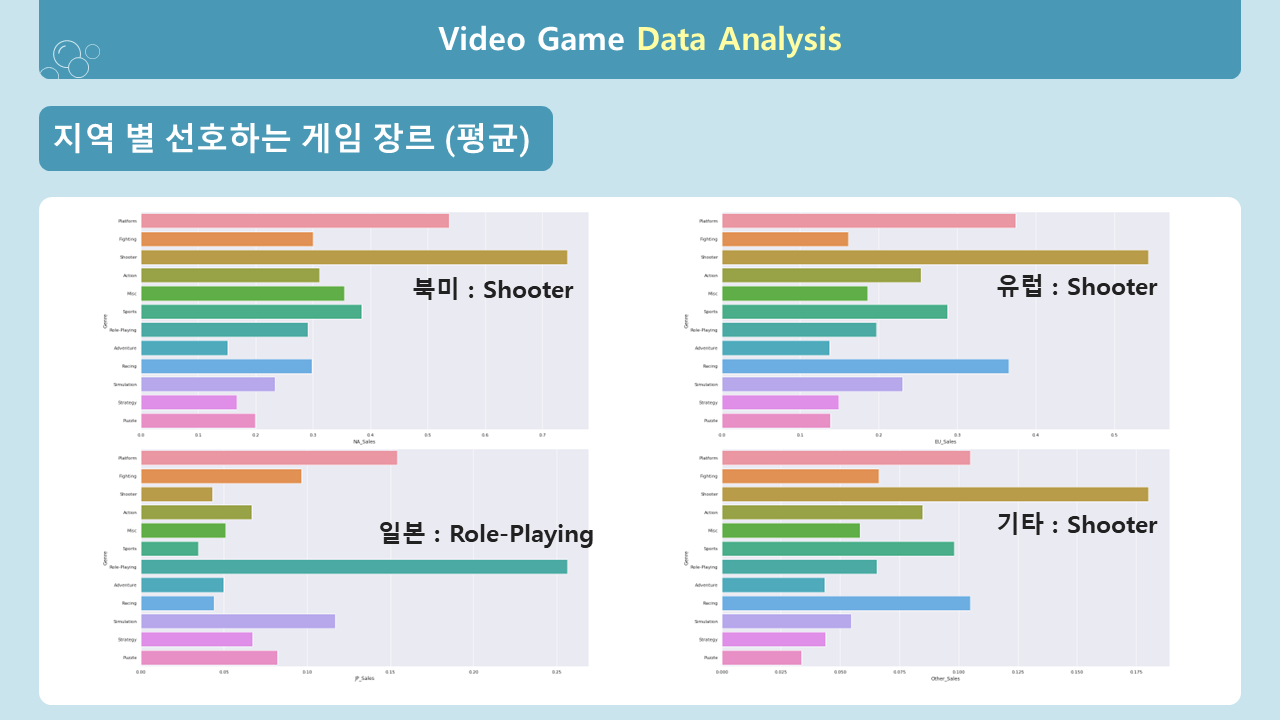 Video Game Data Analysis
지역 별 선호하는 게임 장르 (평균)
Platform
Fighting
Shooter
Action
Misc
Sports
Role-Playing
Adventure
Racing
Simulation
Strategy
Puzzle
Genre
0.0 0.1 0.2 0.3 0.4 0.5 0.6 0.7
NA_Sales
북미 : Shooter
Platform
Fighting
Shooter
Action
Misc
Sports
Role-Playing
Adventure
Racing
Simulation
Strategy
Puzzle
Genre
0.0 0.1 0.2 0.3 0.4 0.5
EU_Sales
유럽 : Shooter
Platform
Fighting
Shooter
Action
Misc
Sports
Role-Playing
Adventure
Racing
Simulation
Strategy
Puzzle
Genre
0.00 0.05 0.10 0.15 0.20 0.25
JP_Sales
일본 : Role-Playing
Platform
Fighting
Shooter
Action
Misc
Sports
Role-Playing
Adventure
Racing
Simulation
Strategy
Puzzle
Genre
0.000 0.025 0.050 0.075 0.100 0.125 0.150 0.175
Other_Sales
기타 : Shooter